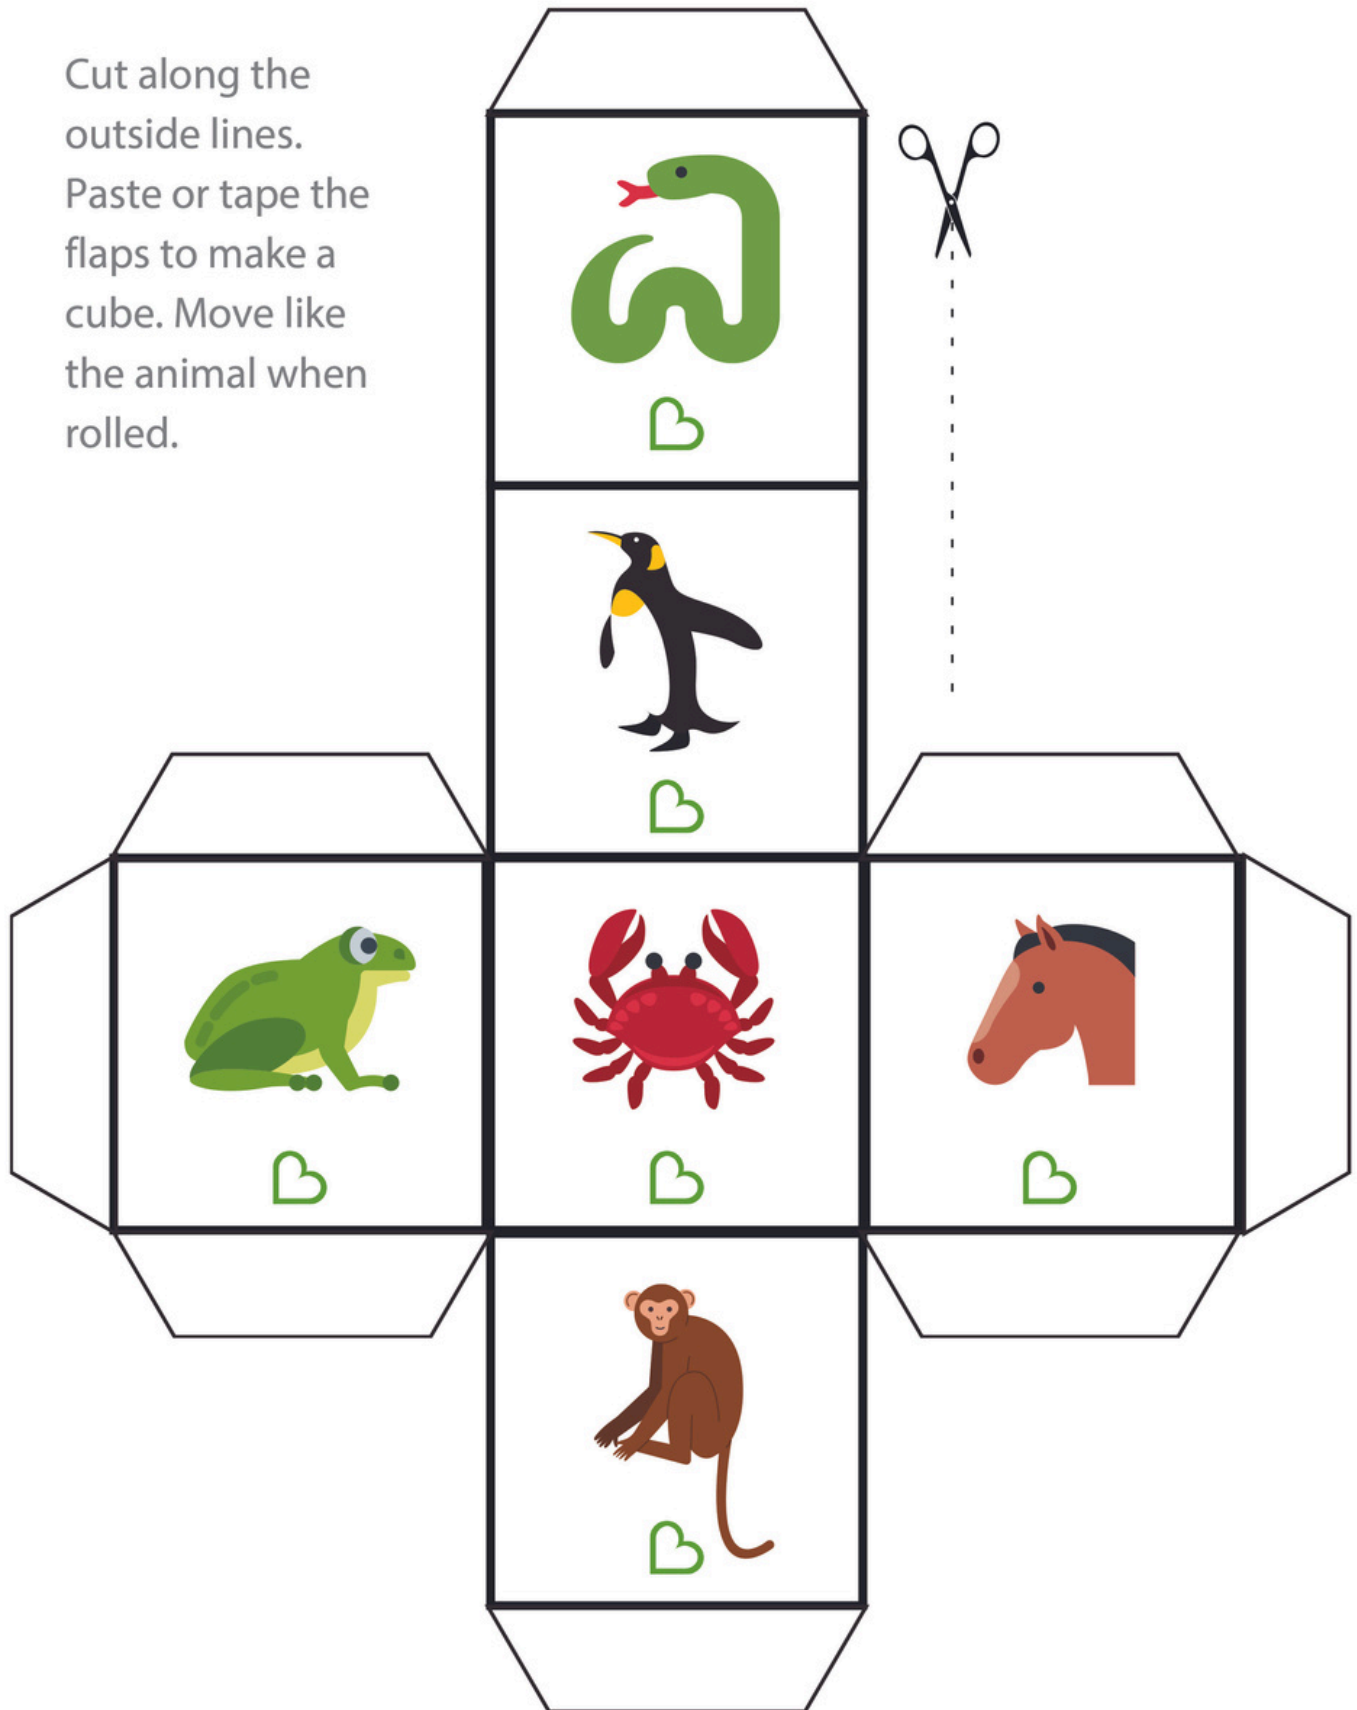 Cut along the
outside lines.
Paste or tape the
flaps to make a
cube. Move like
the animal when
rolled.